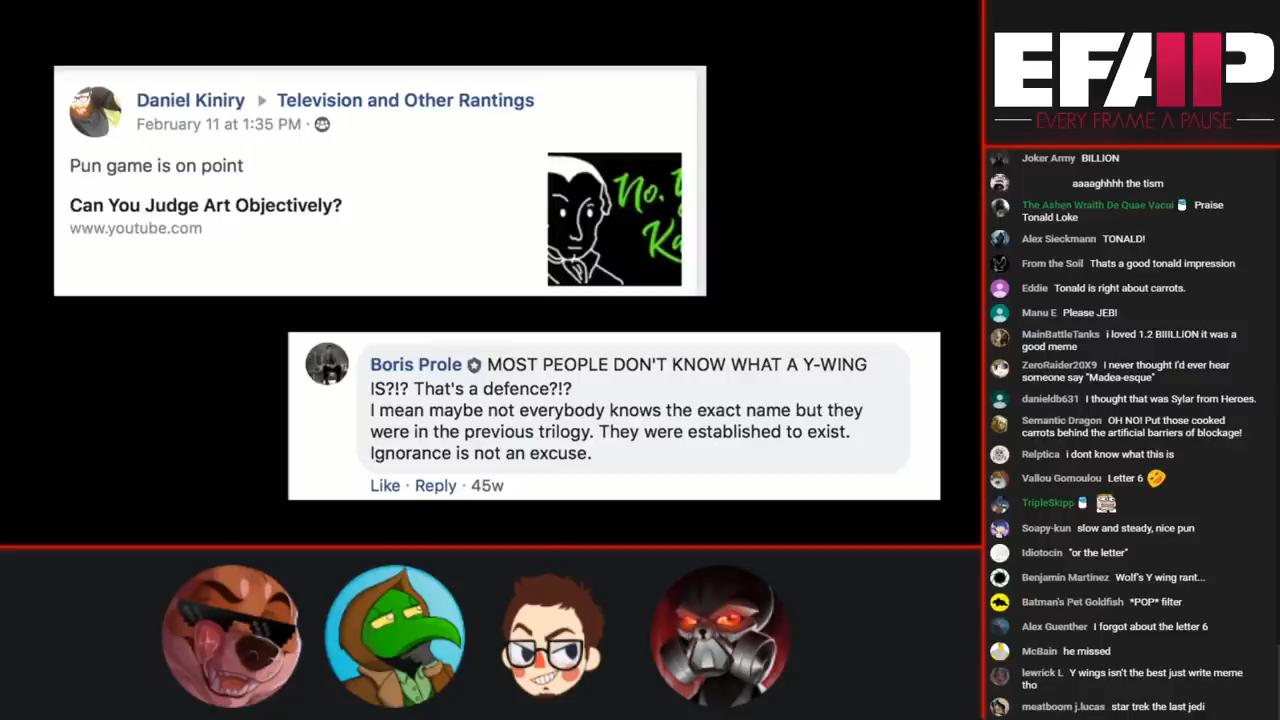 Daniel Kiniry ▸ Television and Other Rantings
February 11 at 1:35 PM ·
Pun game is on point
Can You Judge Art Objectively?
www.youtube.com
No.
Boris Prole MOST PEOPLE DON'T KNOW WHAT A Y-WING
IS?!? That's a defence?!?
I mean maybe not everybody knows the exact name but they
were in the previous trilogy. They were established to exist.
Ignorance is not an excuse.
Like · Reply · 45w
EFAP
EVERY FRAME A PAUSE
Joker Army BILLION
aaaaghhhh the tism
The Ashen Wraith De Quae Vacui Praise
Tonald Loke
Alex Sieckmann TONALD!
From the Soil Thats a good tonald impression
Eddie Tonald is right about carrots.
Manu E Please JEB!
MainBattleTanks i loved 1.2 BIIILLION it was a
good meme
ZeroRaider20X9 I never thought I'd ever hear
someone say "Madea-esque"
danieldb631 I thought that was Sylar from Heroes.
Semantic Dragon OH NO! Put those cooked
carrots behind the artificial barriers of blockage!
Relptica i dont know what this is
Vallou Gomoulou Letter 6
TripleSkipp
Soapy-kun slow and steady, nice pun
Idiotocin "or the letter"
Benjamin Martinez Wolf's Y wing rant...
Batman's Pet Goldfish *POP* filter
Alex Guenther I forgot about the letter 6
McBain he missed
lewrick L Y wings isn't the best just write meme
tho
meatboom j.lucas star trek the last jedi